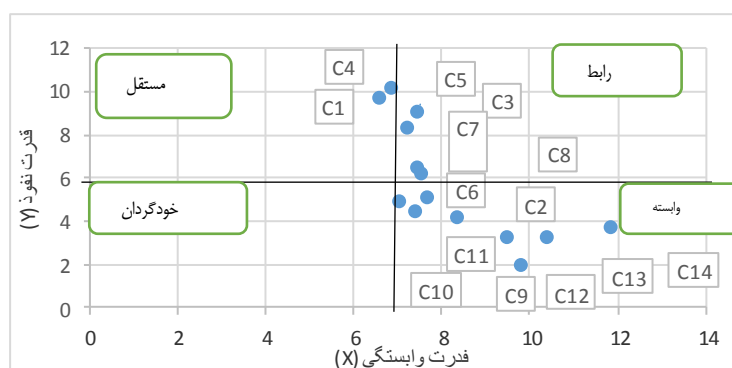 12
10
8
6
4
2
0
0 2 4 6 8 10 12 14
قدرت نفوذ (Y)
قدرت وابستگی (X)
مستقل
رابط
خودگردان
وابسته
C4
C5
C1
C3
C7
C8
C6
C2
C11
C10
C9
C12
C13
C14